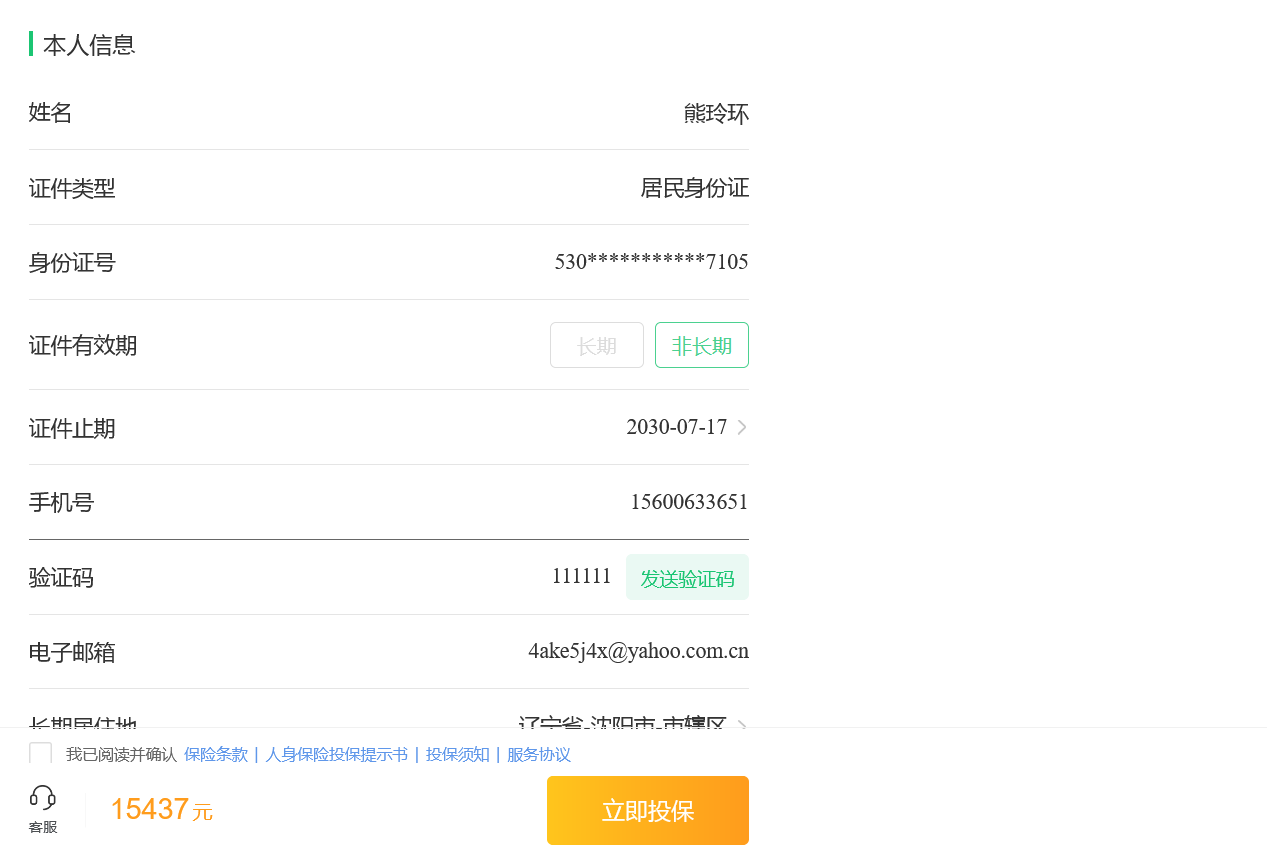 本人信息
姓名 熊玲环
证件类型 居民身份证
身份证号 530***********7105
证件有效期 长期 非长期
证件止期 2030-07-17
手机号 15600633651
验证码 111111 发送验证码
电子邮箱 4ake5j4x@yahoo.com.cn
长期居住地 辽宁省-沈阳市-市辖区
我已阅读并确认 保险条款 | 人身保险投保提示书 | 投保须知 | 服务协议
客服 15437元 立即投保